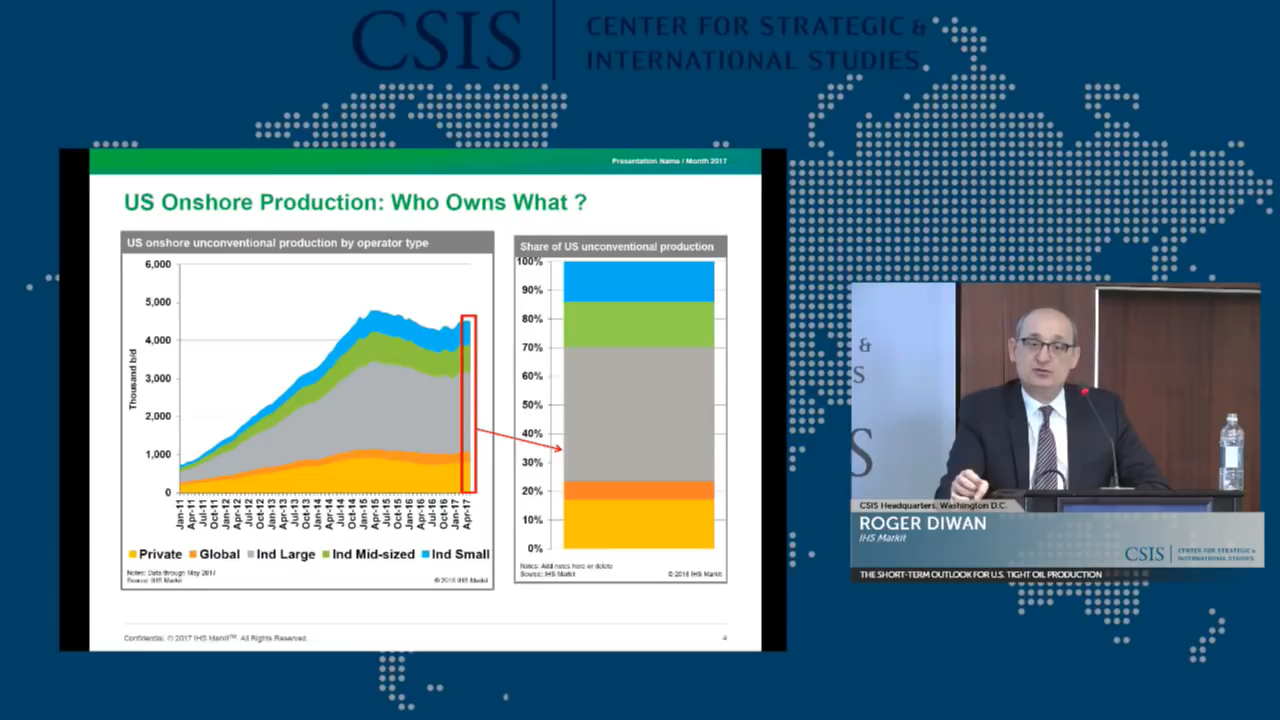 CSIS
CENTER FOR STRATEGIC &
INTERNATIONAL STUDIES
Presentation Name / Month 2017
US Onshore Production: Who Owns What ?
US onshore unconventional production by operator type
6,000
5,000
4,000
3,000
2,000
1,000
0
Thousand b/d
Jan-11
Apr-11
Jul-11
Oct-11
Jan-12
Apr-12
Jul-12
Oct-12
Jan-13
Apr-13
Jul-13
Oct-13
Jan-14
Apr-14
Jul-14
Oct-14
Jan-15
Apr-15
Jul-15
Oct-15
Jan-16
Apr-16
Jul-16
Oct-16
Jan-17
Apr-17
Private Global Ind Large Ind Mid-sized Ind Small
Notes: Data through May 2017
Source: IHS Markit
© 2016 IHS Markit
Share of US unconventional production
100%
90%
80%
70%
60%
50%
40%
30%
20%
10%
0%
Notes: Add notes here or delete
Source: IHS Markit
© 2016 IHS Markit
Confidential. © 2017 IHS Markit™. All Rights Reserved.
4
&
S
S
CSIS Headquarters, Washington D.C.
ROGER DIWAN
IHS Markit
CSIS
CENTER FOR STRATEGIC &
INTERNATIONAL STUDIES
THE SHORT-TERM OUTLOOK FOR U.S. TIGHT OIL PRODUCTION